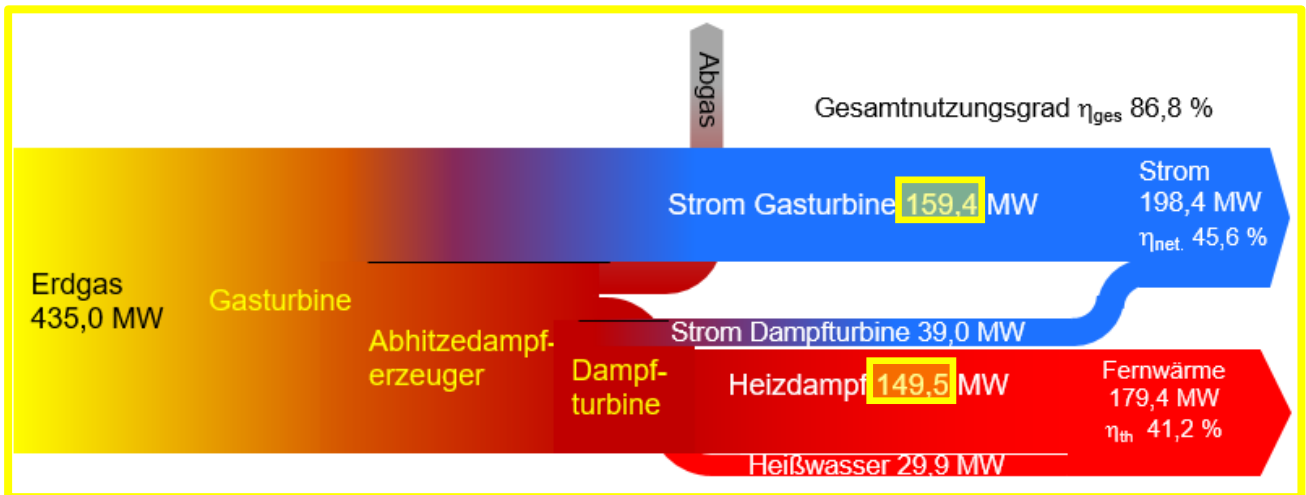 Abgas
Gesamtnutzungsgrad ηges 86,8 %
Strom Gasturbine 159,4 MW
Strom
198,4 MW
ηnet. 45,6 %
Erdgas
435,0 MW
Gasturbine
Abhitzedampf-
erzeuger
Dampf-
turbine
Strom Dampfturbine 39,0 MW
Heizdampf 149,5 MW
Fernwärme
179,4 MW
ηth 41,2 %
Heißwasser 29,9 MW